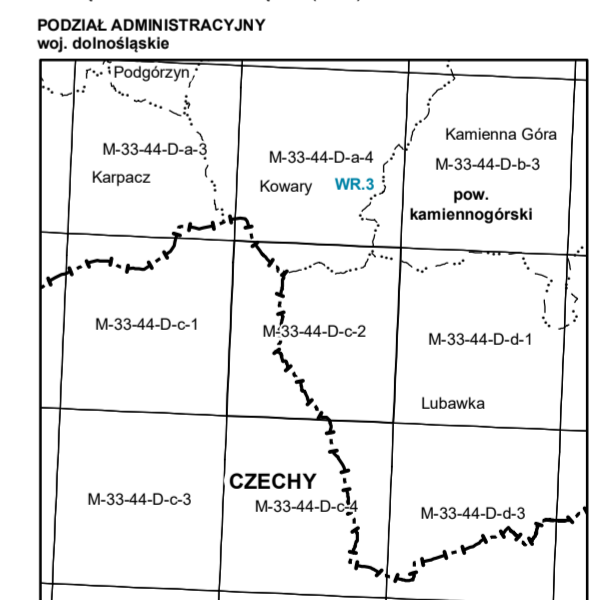 PODZIAŁ ADMINISTRACYJNY
woj. dolnośląskie
Podgórzyn
Kamienna Góra
M-33-44-D-a-3
M-33-44-D-a-4
M-33-44-D-b-3
Karpacz
Kowary
WR.3
pow.
kamiennogórski
M-33-44-D-c-1
M-33-44-D-c-2
M-33-44-D-d-1
Lubawka
CZECHY
M-33-44-D-c-3
M-33-44-D-c-4
M-33-44-D-d-3